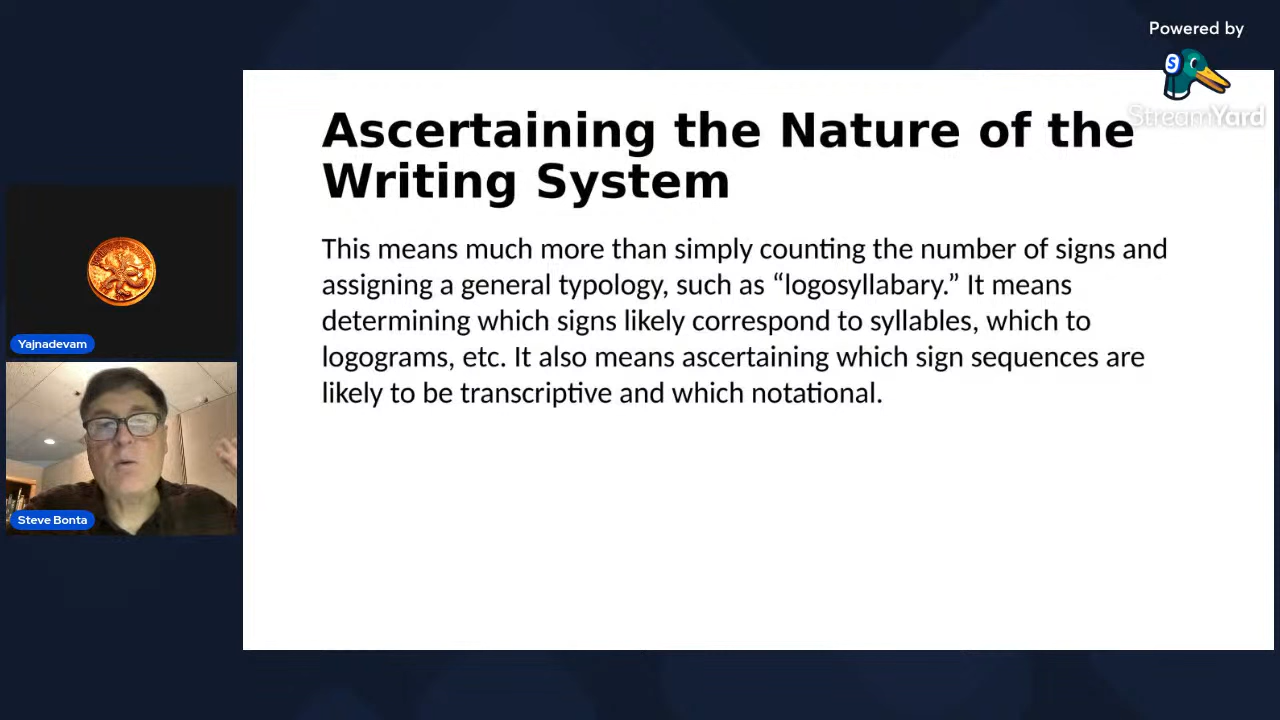 Powered by
StreamYard
Ascertaining the Nature of the
Writing System
This means much more than simply counting the number of signs and
assigning a general typology, such as “logosyllabary.” It means
determining which signs likely correspond to syllables, which to
logograms, etc. It also means ascertaining which sign sequences are
likely to be transcriptive and which notational.
Yajnadevam
Steve Bonta